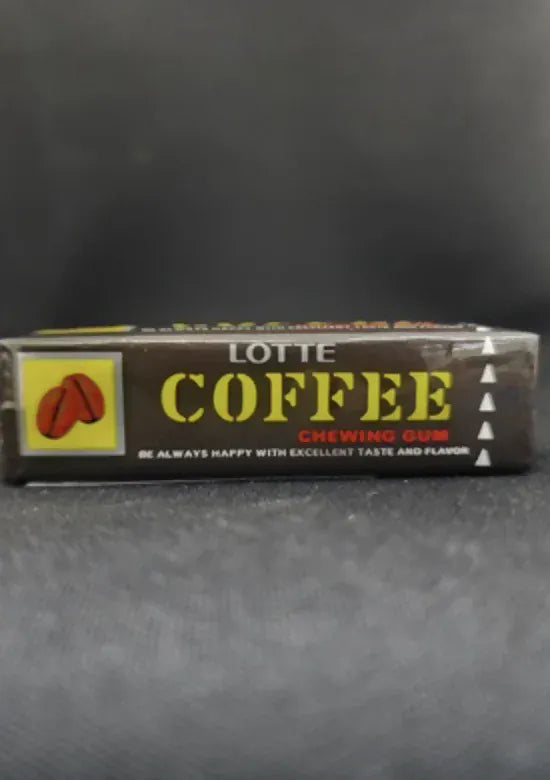 LOTTE
COFFEE
CHEWING GUM
BE ALWAYS HAPPY WITH EXCELLENT TASTE AND FLAVOR